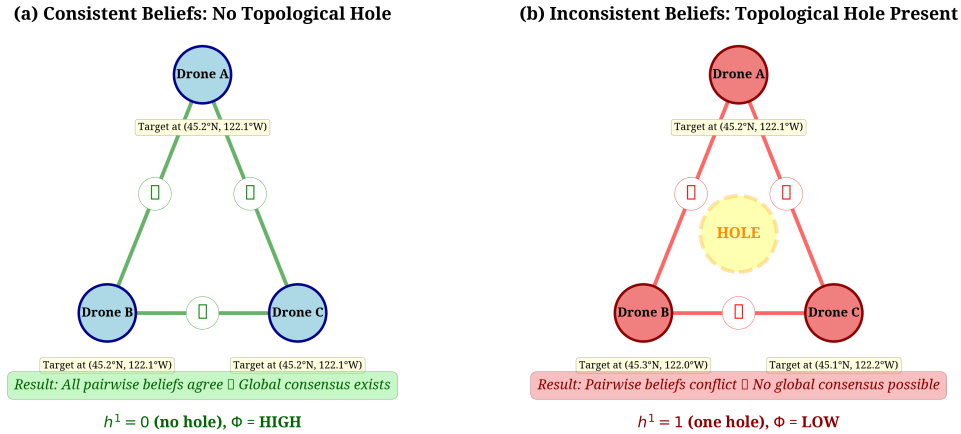 (a) Consistent Beliefs: No Topological Hole
Drone A
Target at (45.2°N, 122.1°W)
Drone B
Drone C
Target at (45.2°N, 122.1°W)
Target at (45.2°N, 122.1°W)
Result: All pairwise beliefs agree ▯ Global consensus exists
h¹ = 0 (no hole), Φ = HIGH
(b) Inconsistent Beliefs: Topological Hole Present
Drone A
Target at (45.2°N, 122.1°W)
HOLE
Drone B
Drone C
Target at (45.3°N, 122.0°W)
Target at (45.1°N, 122.2°W)
Result: Pairwise beliefs conflict ▯ No global consensus possible
h¹ = 1 (one hole), Φ = LOW